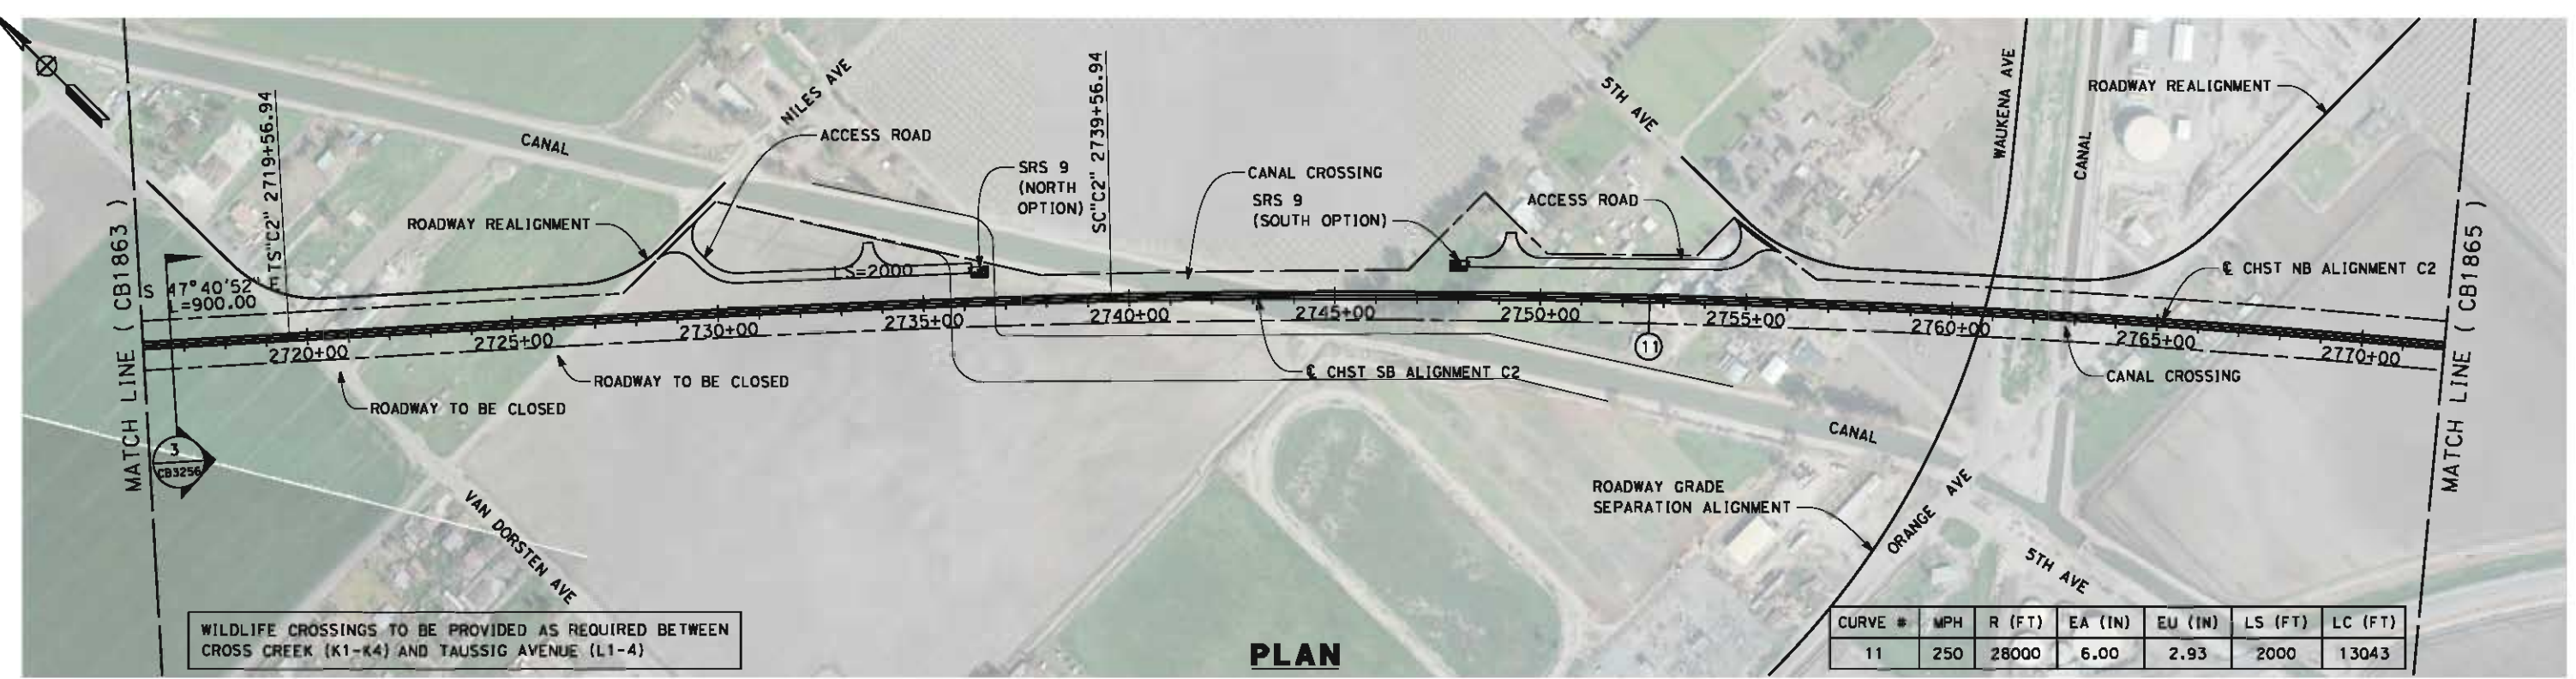 MATCH LINE ( CB1863 )
S 47°40'52" E
L=900.00
TS"C2" 2719+56.94
CANAL
NILES AVE
ACCESS ROAD
ROADWAY REALIGNMENT
LS=2000
SRS 9
(NORTH
OPTION)
SC"C2" 2739+56.94
CANAL CROSSING
SRS 9
(SOUTH OPTION)
ACCESS ROAD
5TH AVE
WAUKENA AVE
CANAL
ROADWAY REALIGNMENT
℄ CHST NB ALIGNMENT C2
MATCH LINE ( CB1865 )
2720+00
2725+00
2730+00
2735+00
2740+00
2745+00
2750+00
2755+00
2760+00
2765+00
2770+00
11
ROADWAY TO BE CLOSED
ROADWAY TO BE CLOSED
℄ CHST SB ALIGNMENT C2
CANAL CROSSING
3
CB3256
VAN DORSTEN AVE
CANAL
ROADWAY GRADE
SEPARATION ALIGNMENT
ORANGE AVE
5TH AVE
WILDLIFE CROSSINGS TO BE PROVIDED AS REQUIRED BETWEEN
CROSS CREEK (K1-K4) AND TAUSSIG AVENUE (L1-4)
PLAN
CURVE # MPH R (FT) EA (IN) EU (IN) LS (FT) LC (FT)
11 250 28000 6.00 2.93 2000 13043